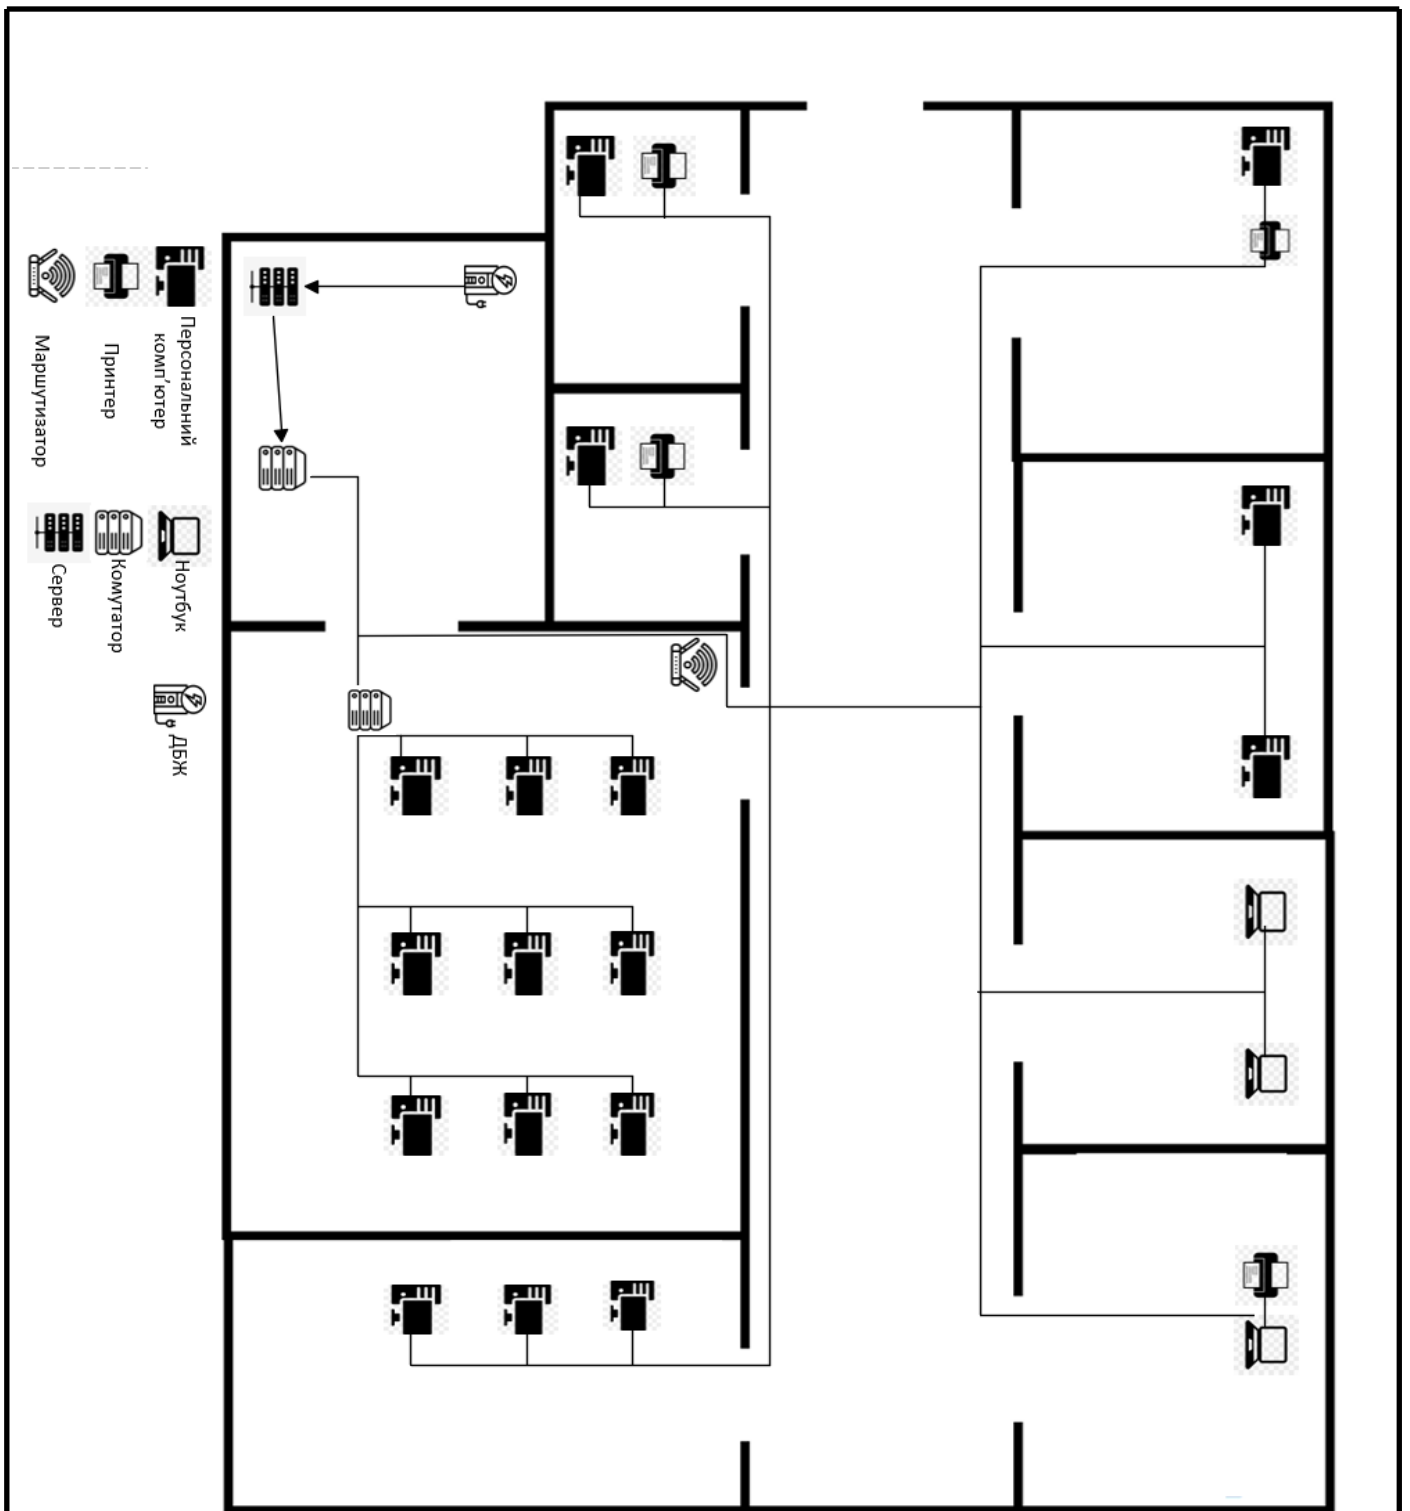 Персональний
комп'ютер
Принтер
Маршутизатор
Ноутбук
Комутатор
Сервер
ДБЖ